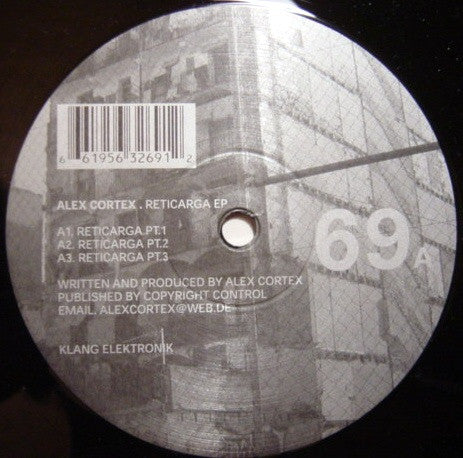 6 61956 32691 2
ALEX CORTEX . RETICARGA EP
A1. RETICARGA PT.1
A2. RETICARGA PT.2
A3. RETICARGA PT.3
69A
WRITTEN AND PRODUCED BY ALEX CORTEX
PUBLISHED BY COPYRIGHT CONTROL
EMAIL. ALEXCORTEX@WEB.DE
KLANG ELEKTRONIK